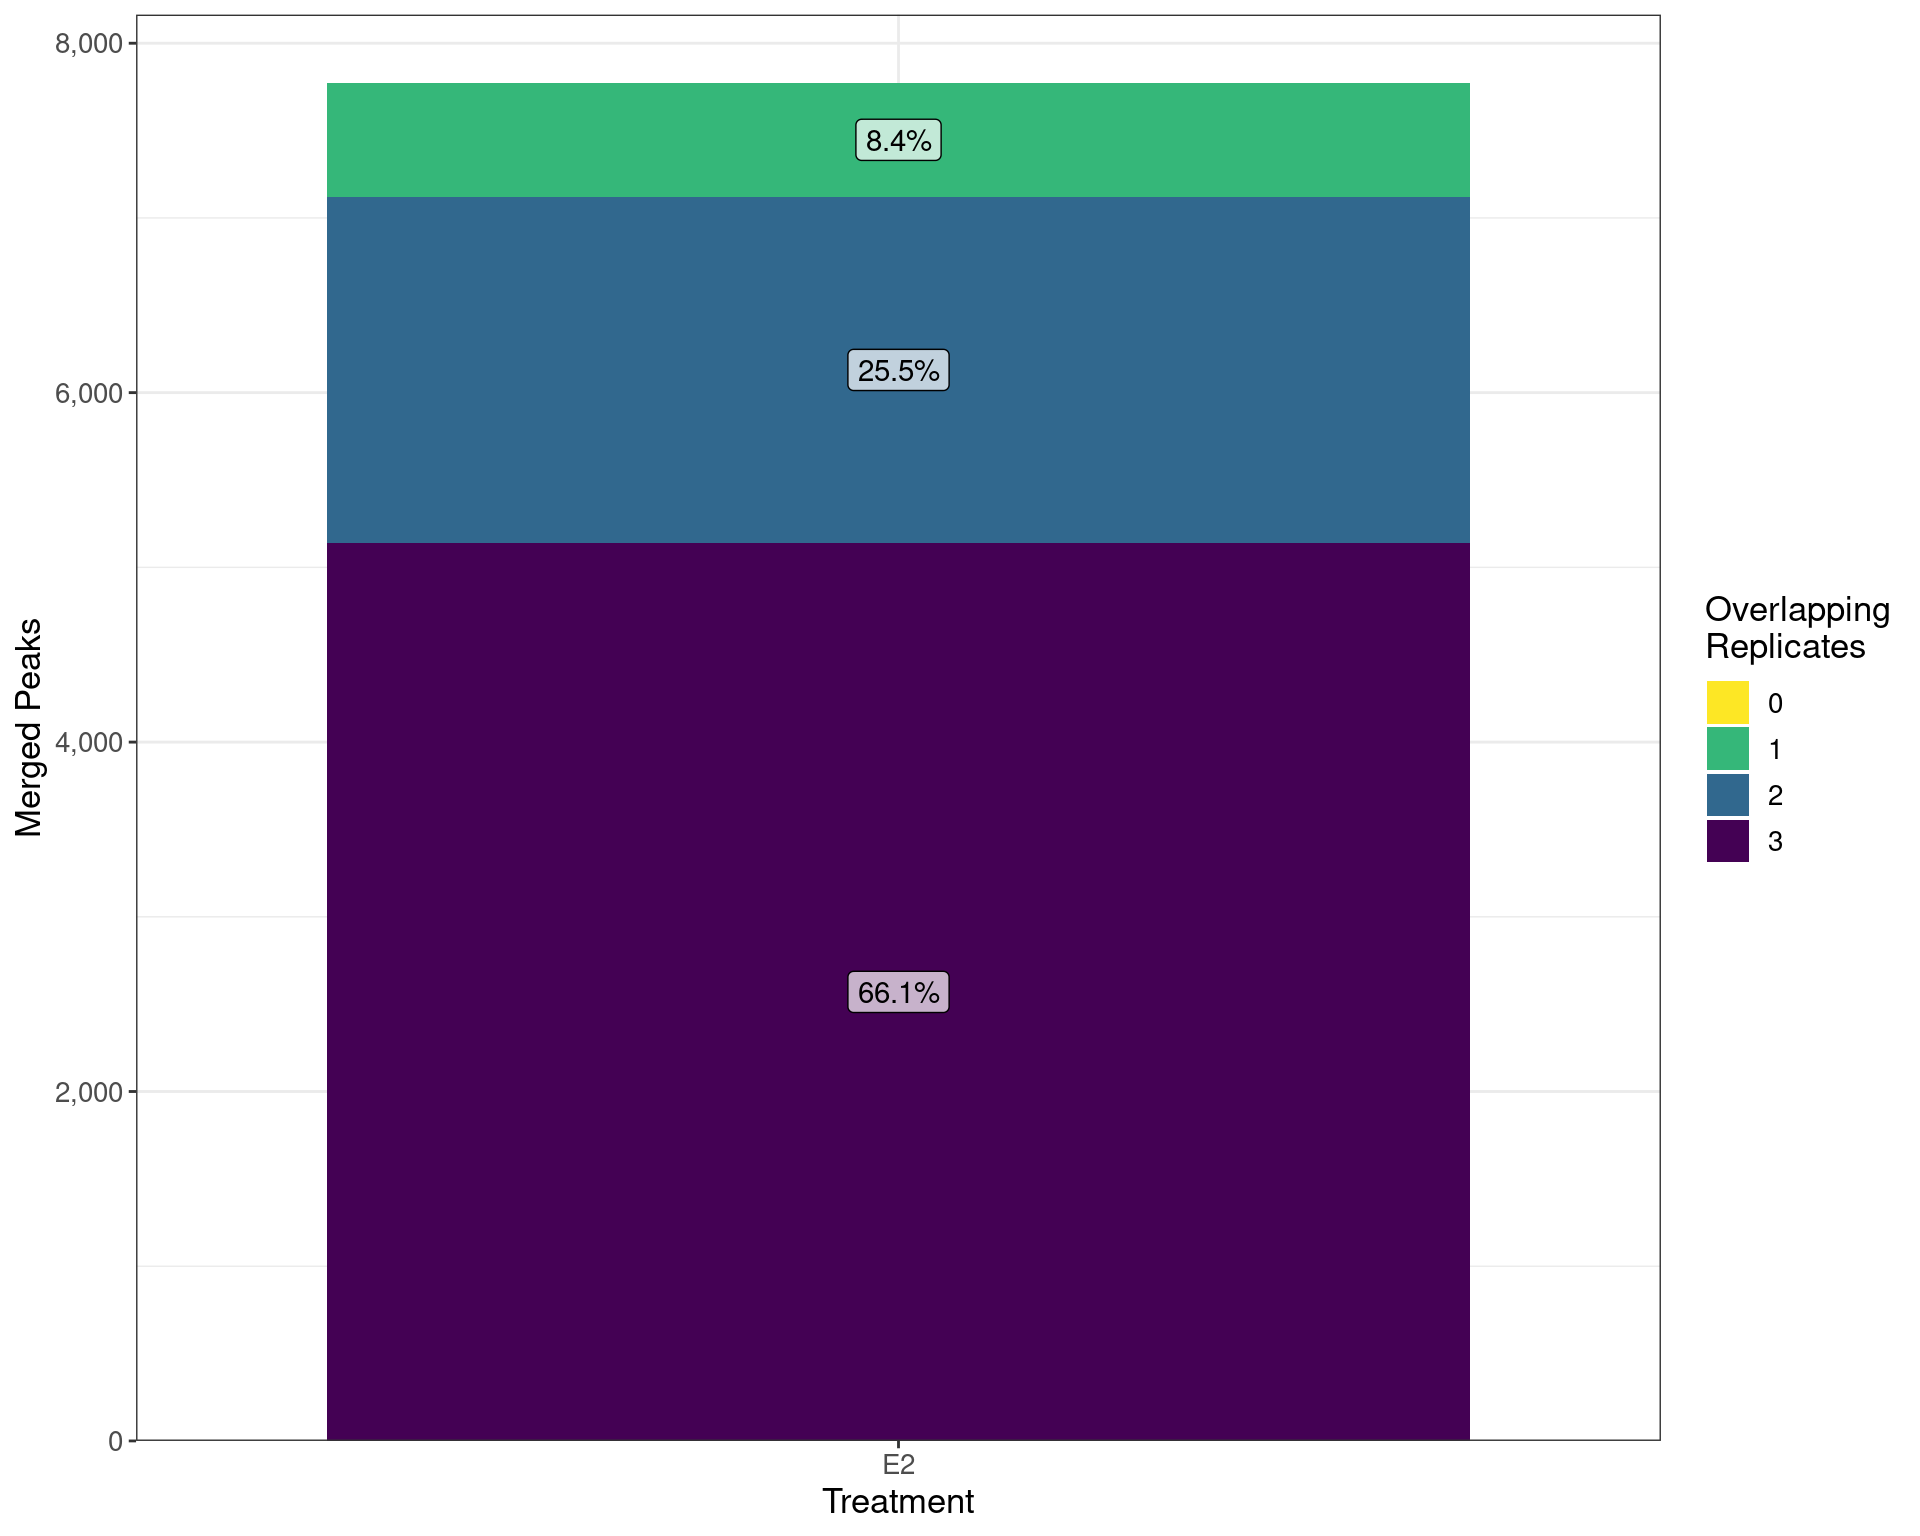 8,000
6,000
4,000
2,000
0
Merged Peaks
8.4%
25.5%
66.1%
E2
Treatment
Overlapping
Replicates
0
1
2
3